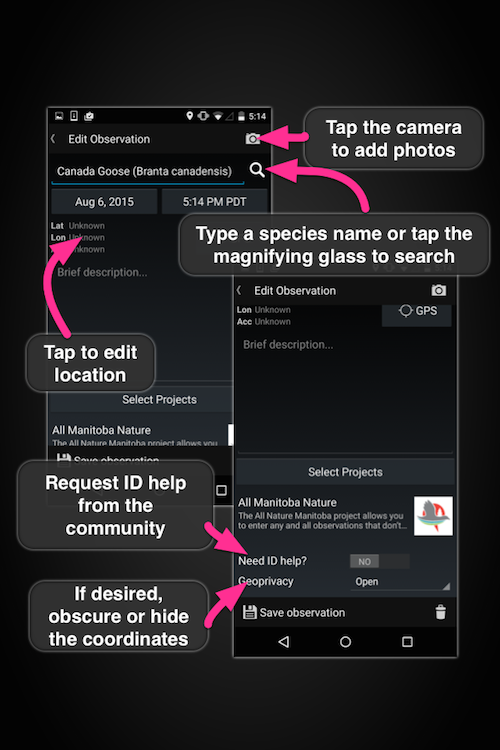 5:14
Edit Observation
Tap the camera
to add photos
Canada Goose (Branta canadensis)
Aug 6, 2015
5:14 PM PDT
Type a species name or tap the
magnifying glass to search
Lat Unknown
Lon Unknown
Unknown
Brief description...
Tap to edit
location
Select Projects
All Manitoba Nature
The All Nature Manitoba project allows you
Save observation
Edit Observation
Lon Unknown
Acc Unknown
GPS
Brief description...
Select Projects
All Manitoba Nature
The All Nature Manitoba project allows you
to enter any and all observations that don't...
Request ID help
from the
community
Need ID help?
NO
Geoprivacy
Open
If desired,
obscure or hide
the coordinates
Save observation